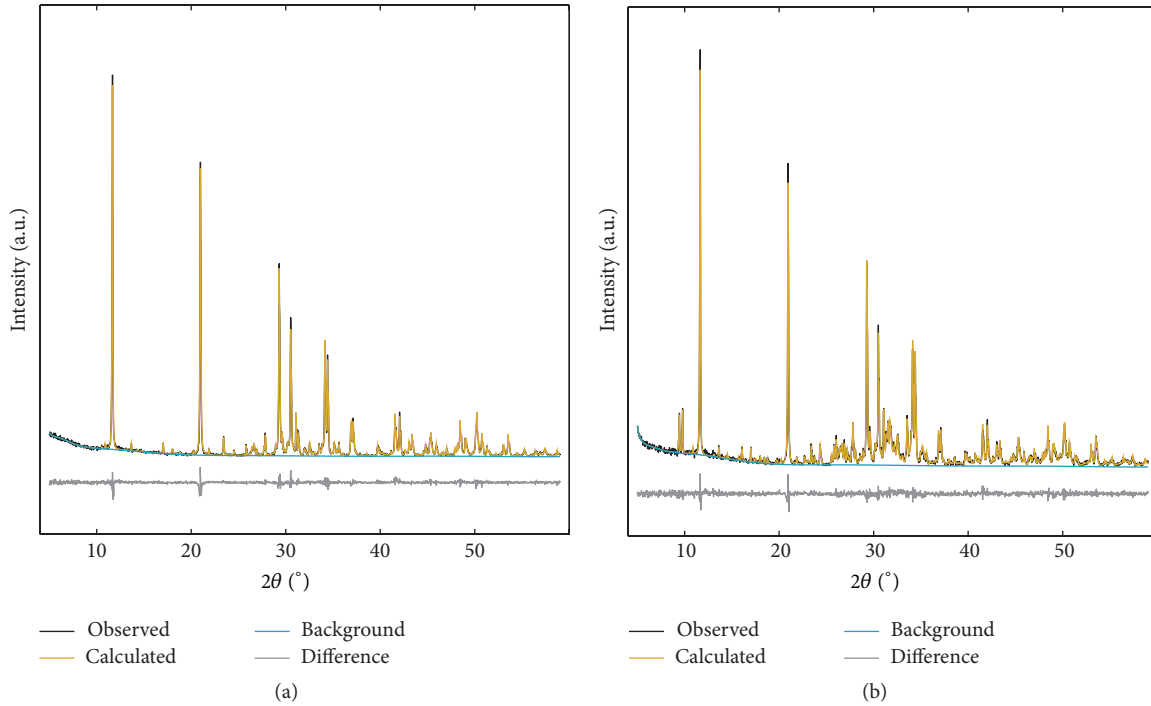 Intensity (a.u.)
10 20 30 40 50
2θ (°)
Observed Background
Calculated Difference
(a)
Intensity (a.u.)
10 20 30 40 50
2θ (°)
Observed Background
Calculated Difference
(b)